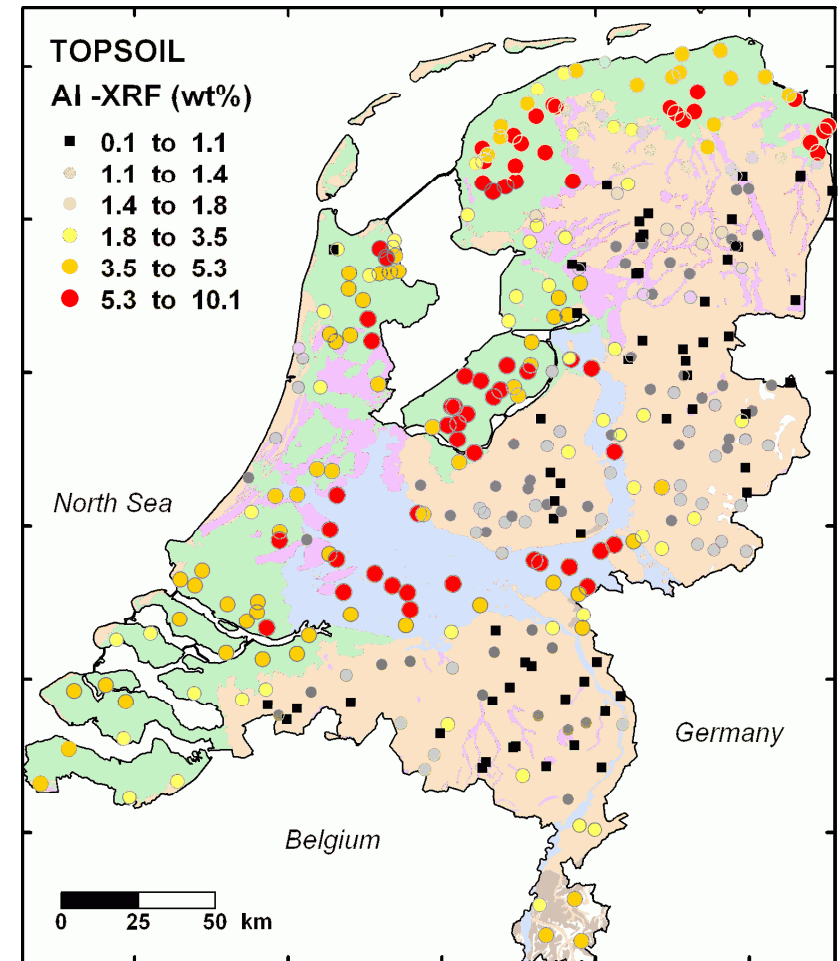 TOPSOIL
Al -XRF (wt%)
0.1 to 1.1
1.1 to 1.4
1.4 to 1.8
1.8 to 3.5
3.5 to 5.3
5.3 to 10.1
North Sea
Germany
Belgium
0 25 50 km